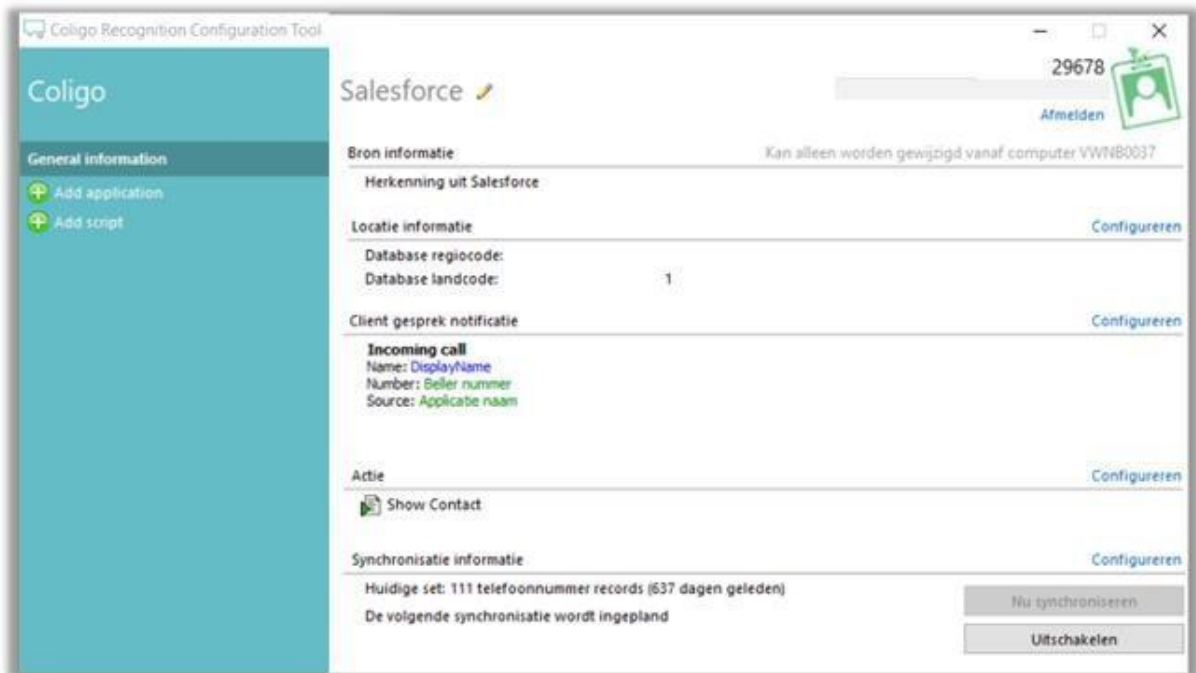 Coligo Recognition Configuration Tool
Coligo
General information
Add application
Add script
Salesforce
29678
Afmelden
Bron informatie
Kan alleen worden gewijzigd vanaf computer VWNB0037
Herkenning uit Salesforce
Locatie informatie
Configureren
Database regiocode:
Database landcode: 1
Client gesprek notificatie
Configureren
Incoming call
Name: DisplayName
Number: Beller nummer
Source: Applicatie naam
Actie
Configureren
Show Contact
Synchronisatie informatie
Configureren
Huidige set: 111 telefoonnummer records (637 dagen geleden)
De volgende synchronisatie wordt ingepland
Nu synchroniseren
Uitschakelen